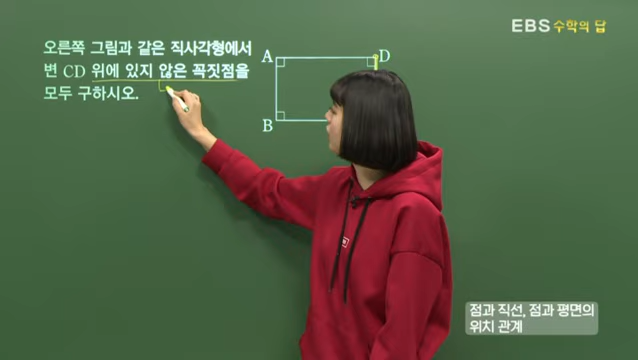 EBS 수학의 답
오른쪽 그림과 같은 직사각형에서
변 CD 위에 있지 않은 꼭짓점을
모두 구하시오.
A
D
B
점과 직선, 점과 평면의
위치 관계